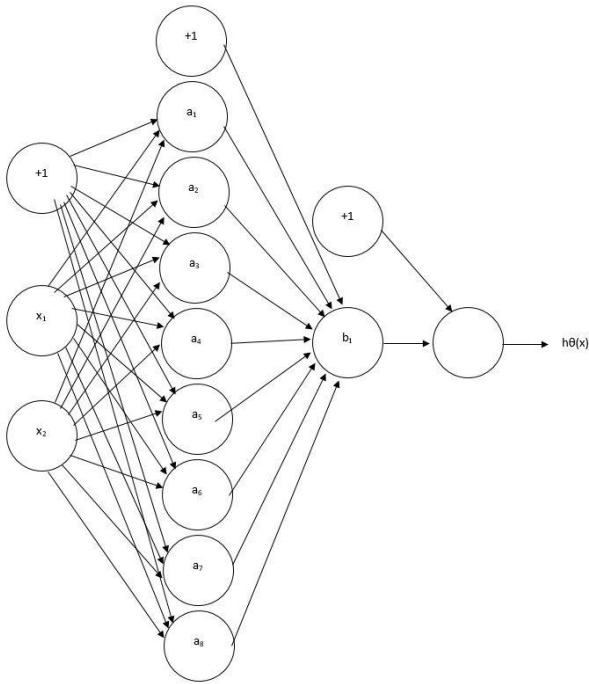 +1
a₁
+1
a₂
+1
a₃
x₁
a₄
b₁
hθ(x)
a₅
x₂
a₆
a₇
a₈